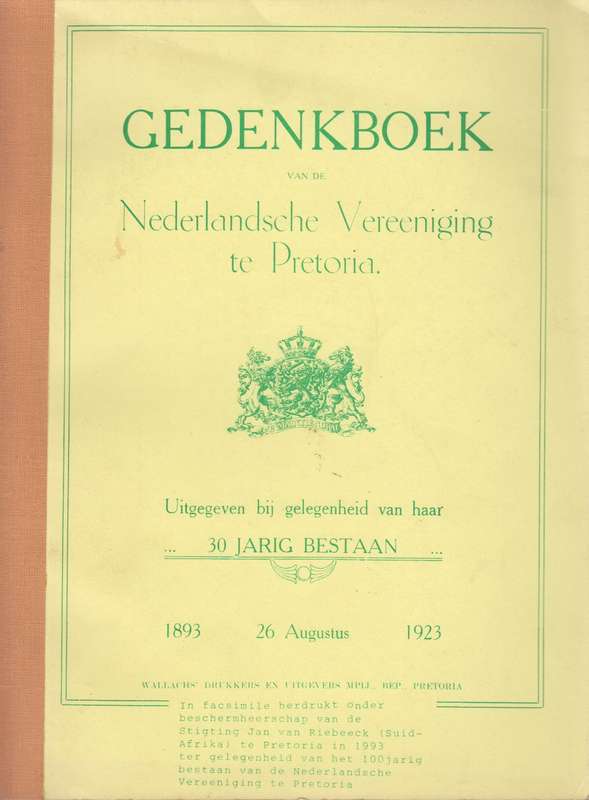 GEDENKBOEK
VAN DE
Nederlandsche Vereeniging
te Pretoria.
Uitgegeven bij gelegenheid van haar
... 30 JARIG BESTAAN ...
1893 26 Augustus 1923
WALLACHS' DRUKKERS EN UITGEVERS MPIJ., BEP., PRETORIA
In facsimile herdrukt onder
beschermheerschap van de
Stigting Jan van Riebeeck (Suid-
Afrika) te Pretoria in 1993
ter gelegenheid van het 100jarig
bestaan van de Nederlandsche
Vereeniging te Pretoria